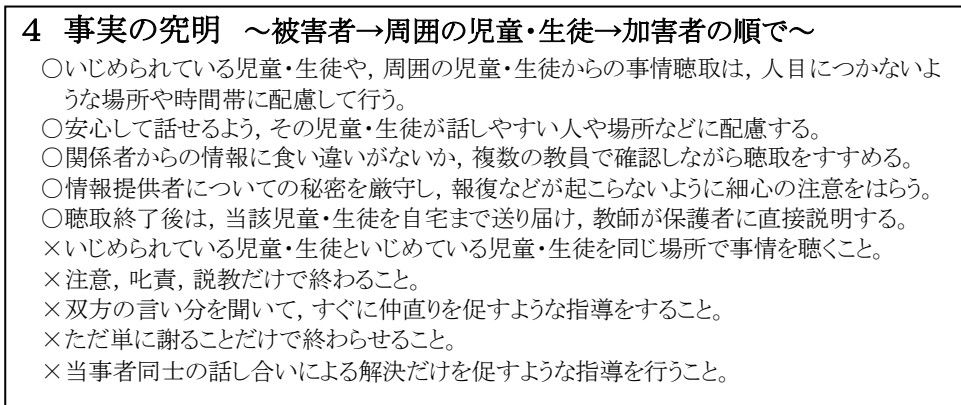 4 事実の究明 ～被害者→周囲の児童・生徒→加害者の順で～
○いじめられている児童・生徒や，周囲の児童・生徒からの事情聴取は，人目につかないよ
うな場所や時間帯に配慮して行う。
○安心して話せるよう，その児童・生徒が話しやすい人や場所などに配慮する。
○関係者からの情報に食い違いがないか，複数の教員で確認しながら聴取をすすめる。
○情報提供者についての秘密を厳守し，報復などが起こらないように細心の注意をはらう。
○聴取終了後は，当該児童・生徒を自宅まで送り届け，教師が保護者に直接説明する。
×いじめられている児童・生徒といじめている児童・生徒を同じ場所で事情を聴くこと。
×注意，叱責，説教だけで終わること。
×双方の言い分を聞いて，すぐに仲直りを促すような指導をすること。
×ただ単に謝ることだけで終わらせること。
×当事者同士の話し合いによる解決だけを促すような指導を行うこと。